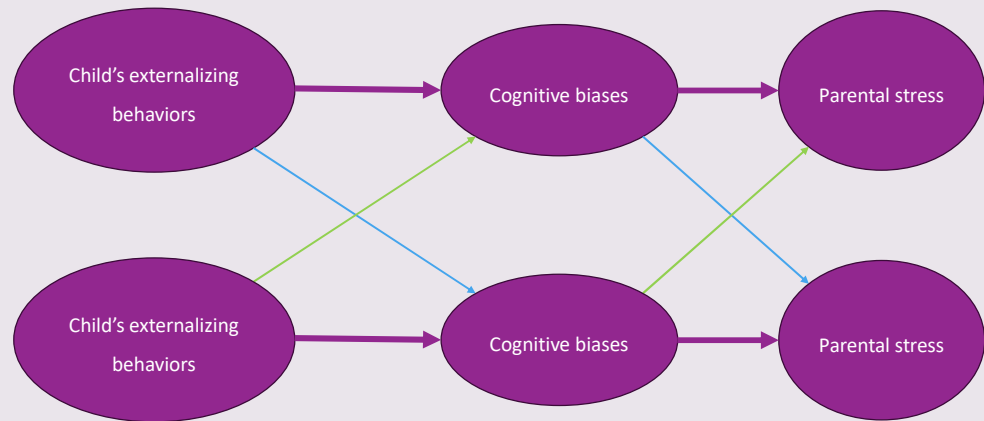 Child’s externalizing
behaviors
Cognitive biases
Parental stress
Child’s externalizing
behaviors
Cognitive biases
Parental stress